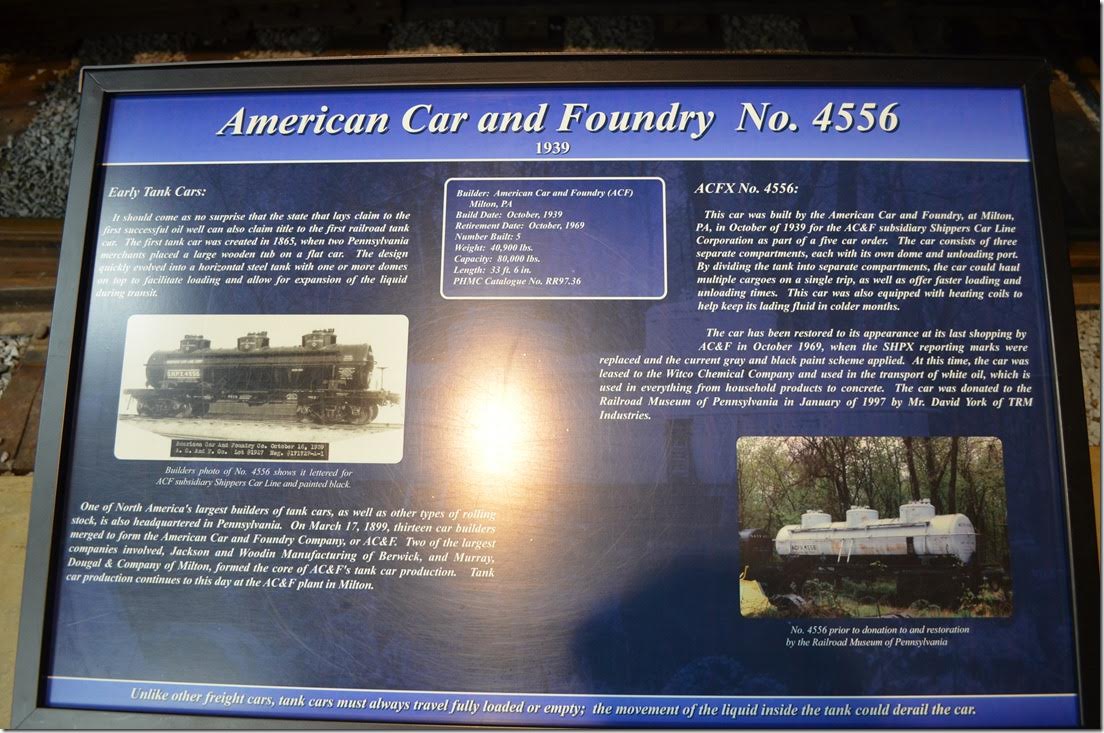 American Car and Foundry No. 4556
1939
Early Tank Cars:
It should come as no surprise that the state that lays claim to the
first successful oil well can also claim title to the first railroad tank
car. The first tank car was created in 1865, when two Pennsylvania
merchants placed a large wooden tub on a flat car. The design
quickly evolved into a horizontal steel tank with one or more domes
on top to facilitate loading and allow for expansion of the liquid
during transit.
SHPX 4556
American Car And Foundry Co. October 16, 1939
A. C. And F. Co. Lot 91927
Builders photo of No. 4556 shows it lettered for
ACF subsidiary Shippers Car Line and painted black.
One of North America's largest builders of tank cars, as well as other types of rolling
stock, is also headquartered in Pennsylvania. On March 17, 1899, thirteen car builders
merged to form the American Car and Foundry Company, or AC&F. Two of the largest
companies involved, Jackson and Woodin Manufacturing of Berwick, and Murray,
Dougal & Company of Milton, formed the core of AC&F's tank car production. Tank
car production continues to this day at the AC&F plant in Milton.
Builder: American Car and Foundry (ACF)
Milton, PA
Build Date: October, 1939
Retirement Date: October, 1969
Number Built: 5
Weight: 40,900 lbs.
Capacity: 80,000 lbs.
Length: 33 ft. 6 in.
PHMC Catalogue No. RR97.36
ACFX No. 4556:
This car was built by the American Car and Foundry, at Milton,
PA, in October of 1939 for the AC&F subsidiary Shippers Car Line
Corporation as part of a five car order. The car consists of three
separate compartments, each with its own dome and unloading port.
By dividing the tank into separate compartments, the car could haul
multiple cargoes on a single trip, as well as offer faster loading and
unloading times. This car was also equipped with heating coils to
help keep its lading fluid in colder months.
The car has been restored to its appearance at its last shopping by
AC&F in October 1969, when the SHPX reporting marks were
replaced and the current gray and black paint scheme applied. At this time, the car was
leased to the Witco Chemical Company and used in the transport of white oil, which is
used in everything from household products to concrete. The car was donated to the
Railroad Museum of Pennsylvania in January of 1997 by Mr. David York of TRM
Industries.
ACFX 4556
No. 4556 prior to donation to and restoration
by the Railroad Museum of Pennsylvania
Unlike other freight cars, tank cars must always travel fully loaded or empty; the movement of the liquid inside the tank could derail the car.